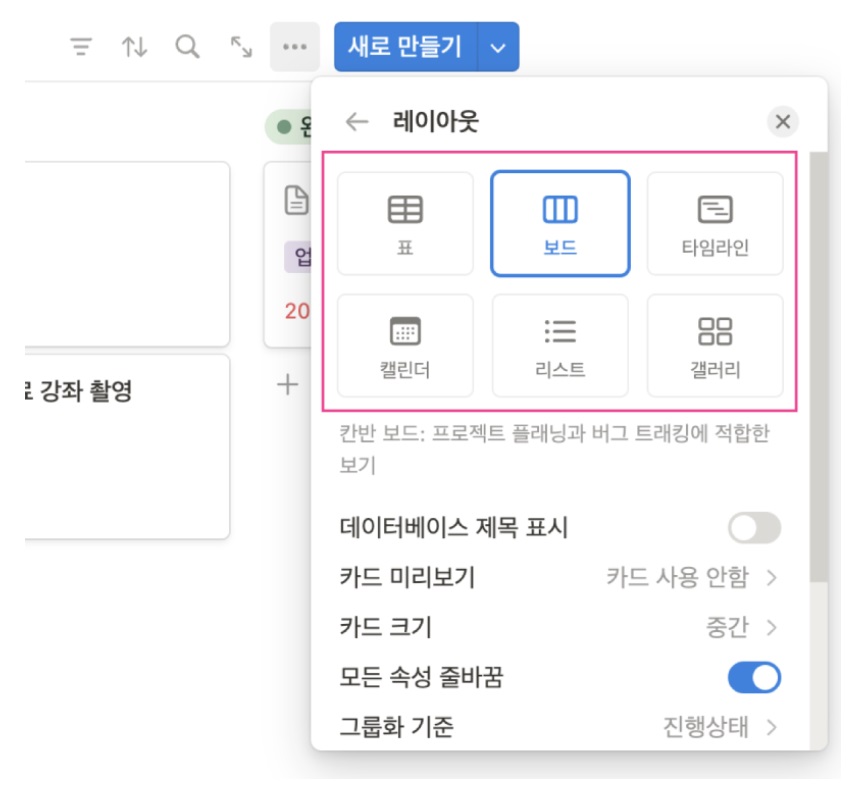 새로 만들기
레이아웃
표
보드
타임라인
업
20
캘린더
리스트
갤러리
강좌 촬영
칸반 보드: 프로젝트 플래닝과 버그 트래킹에 적합한
보기
데이터베이스 제목 표시
카드 미리보기 카드 사용 안함
카드 크기 중간
모든 속성 줄바꿈
그룹화 기준 진행상태